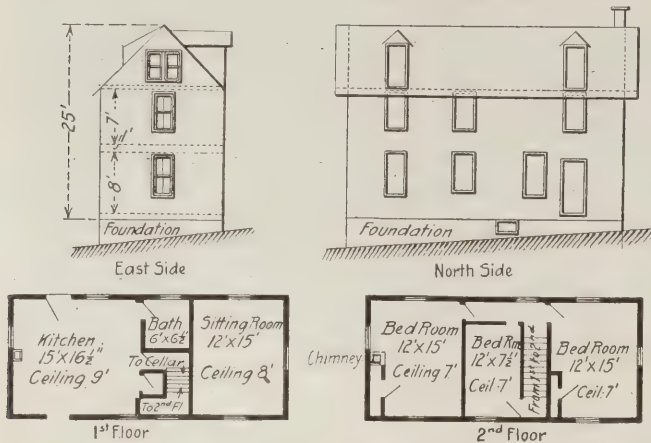 25'
7'
1'
8'
Foundation
East Side
Foundation
North Side
Kitchen
15'X16½"
Ceiling 9'
Bath
6'x6½'
Sitting Room
12'X15'
Ceiling 8'
To Cellar
To 2nd Fl
1st Floor
Chimney
Bed Room
12'X15'
Ceiling 7'
Bed Rm
12'x7½'
Ceil. 7'
From 1st to 2nd
Bed Room
12'X15'
Ceil. 7'
2nd Floor